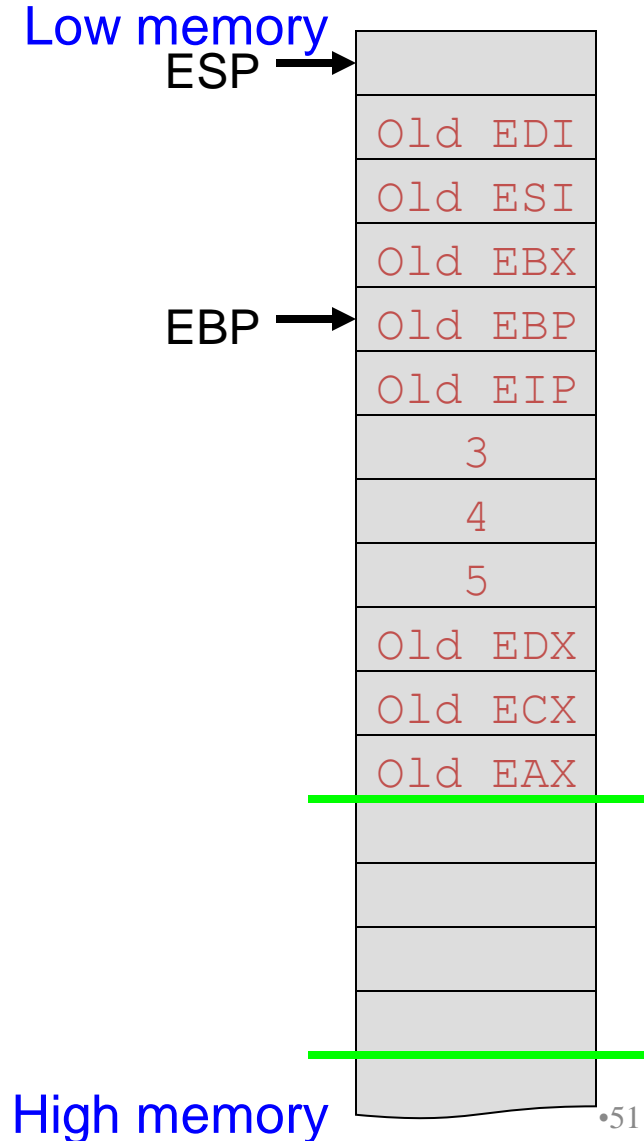 Low memory
ESP
Old EDI
Old ESI
Old EBX
EBP
Old EBP
Old EIP
3
4
5
Old EDX
Old ECX
Old EAX
High memory
•51